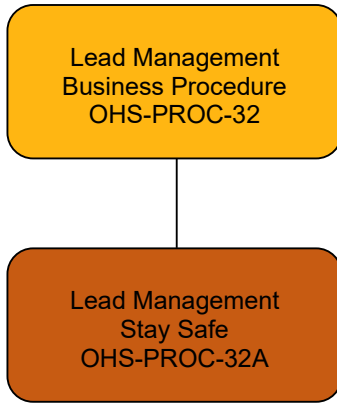 Lead Management
Business Procedure
OHS-PROC-32
Lead Management
Stay Safe
OHS-PROC-32A